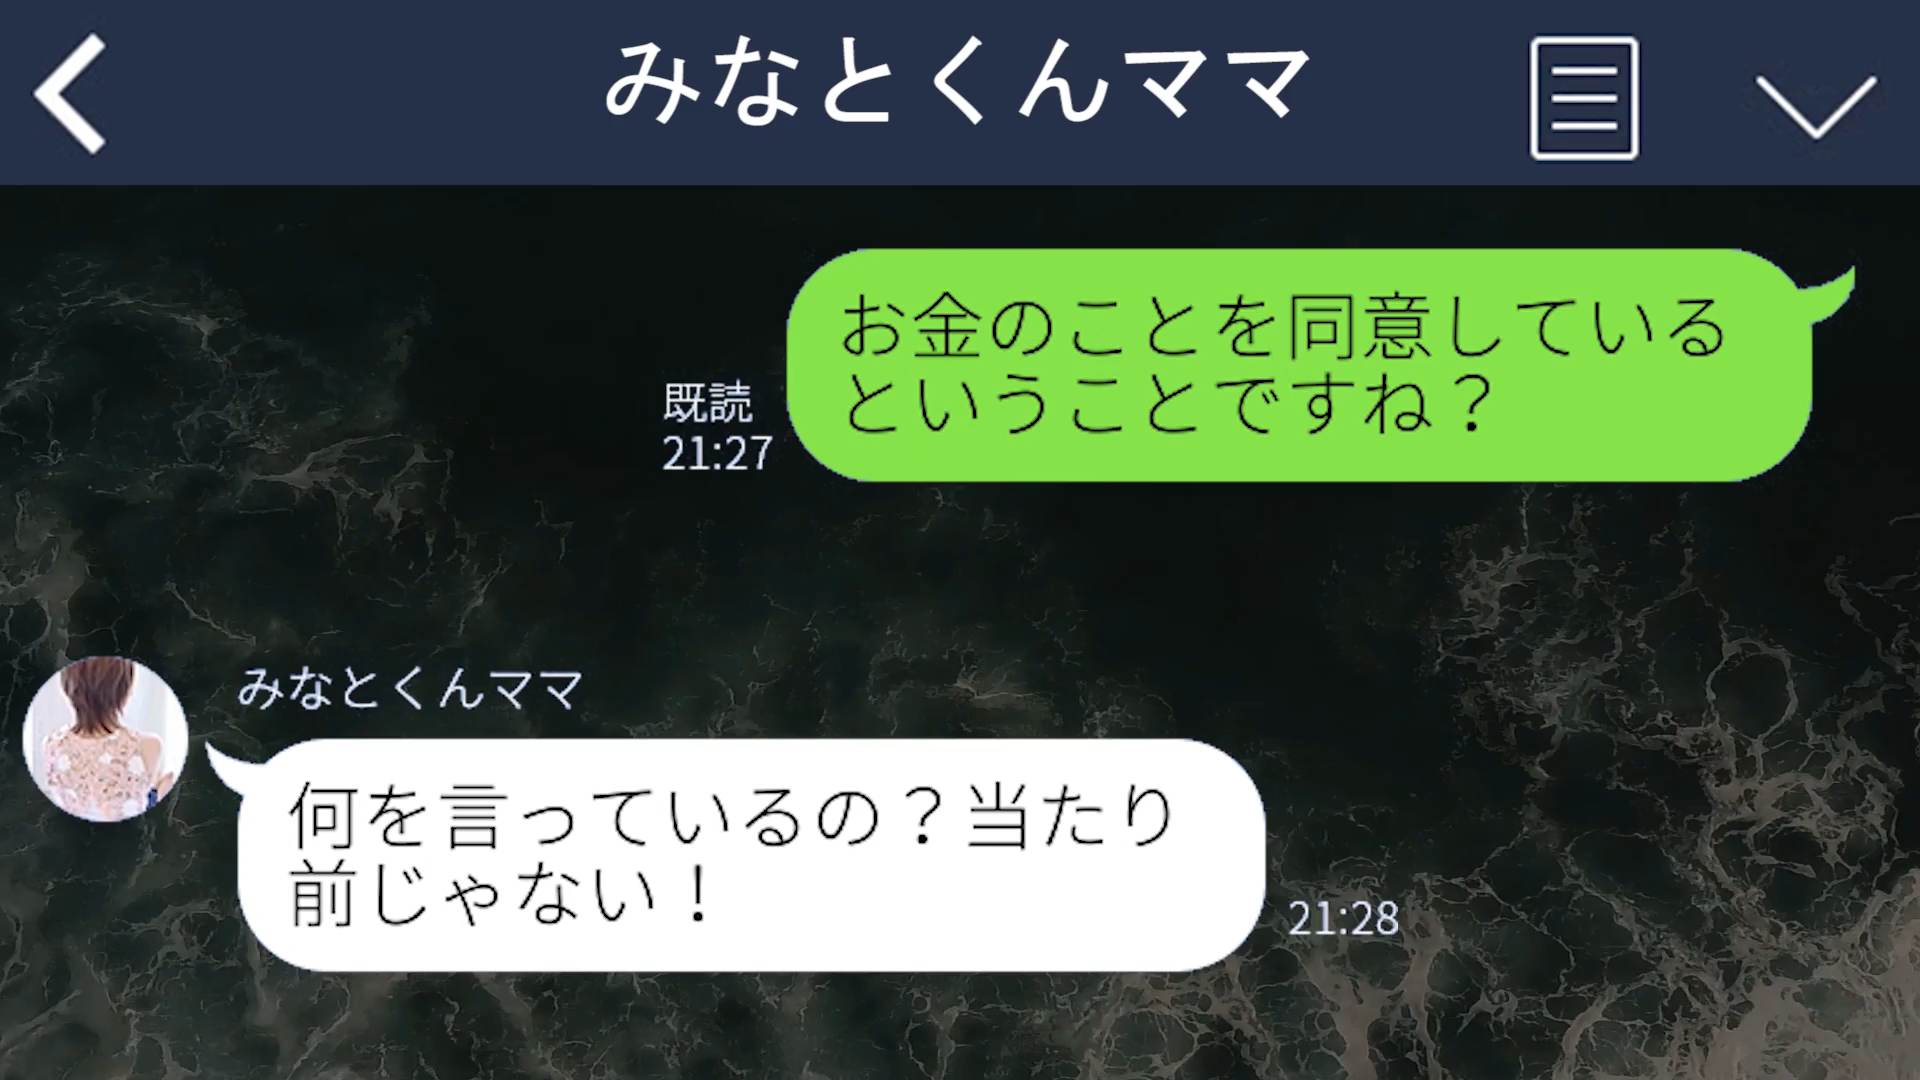 みなとくんママ
お金のことを同意している
ということですね？
既読
21:27
みなとくんママ
何を言っているの？当たり
前じゃない！
21:28